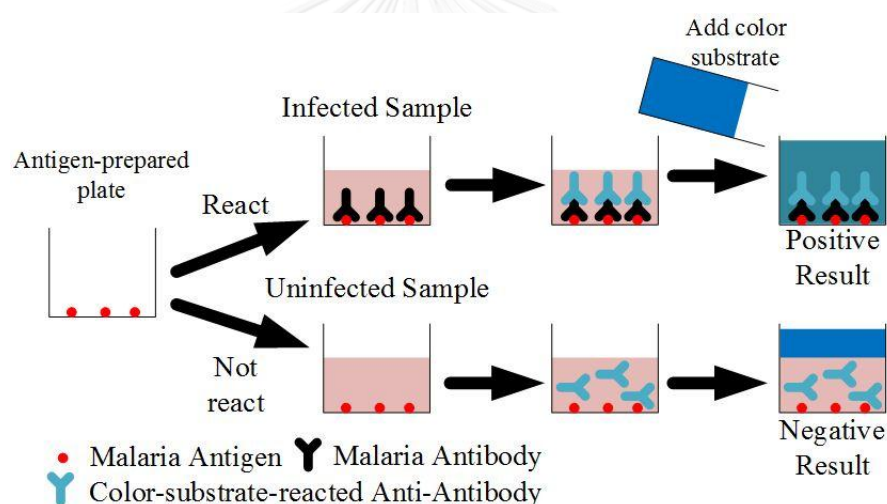 Add color
substrate
Infected Sample
Antigen-prepared
plate
React
Positive
Result
Uninfected Sample
Not
react
Negative
Result
Malaria Antigen
Malaria Antibody
Color-substrate-reacted Anti-Antibody